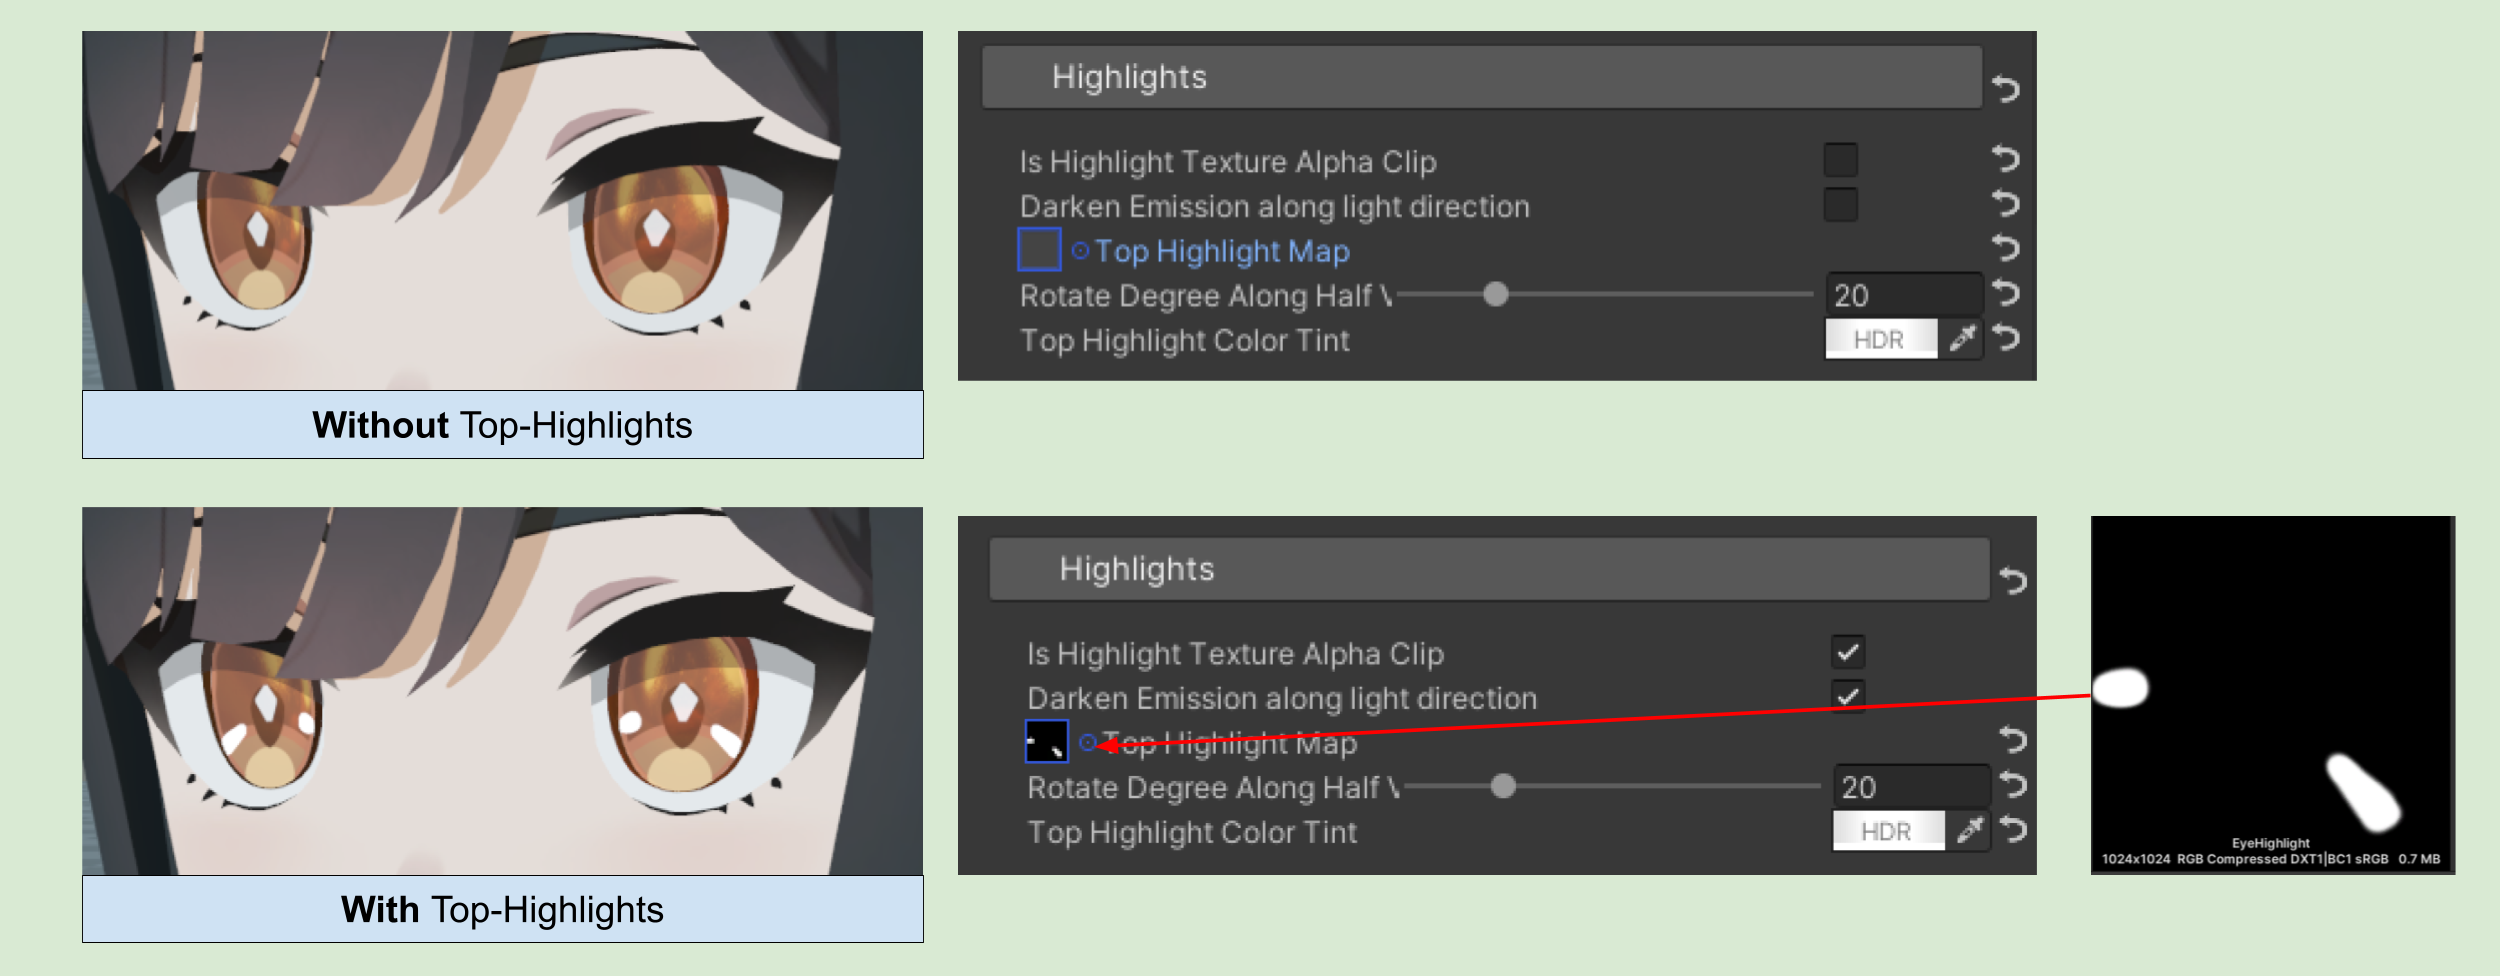 Highlights
Is Highlight Texture Alpha Clip
Darken Emission along light direction
Top Highlight Map
Rotate Degree Along Half
20
Top Highlight Color Tint
HDR
Without Top-Highlights
Highlights
Is Highlight Texture Alpha Clip
Darken Emission along light direction
Top Highlight Map
Rotate Degree Along Half
20
Top Highlight Color Tint
HDR
EyeHighlight
1024x1024 RGB Compressed DXT1|BC1 sRGB 0.7 MB
With Top-Highlights